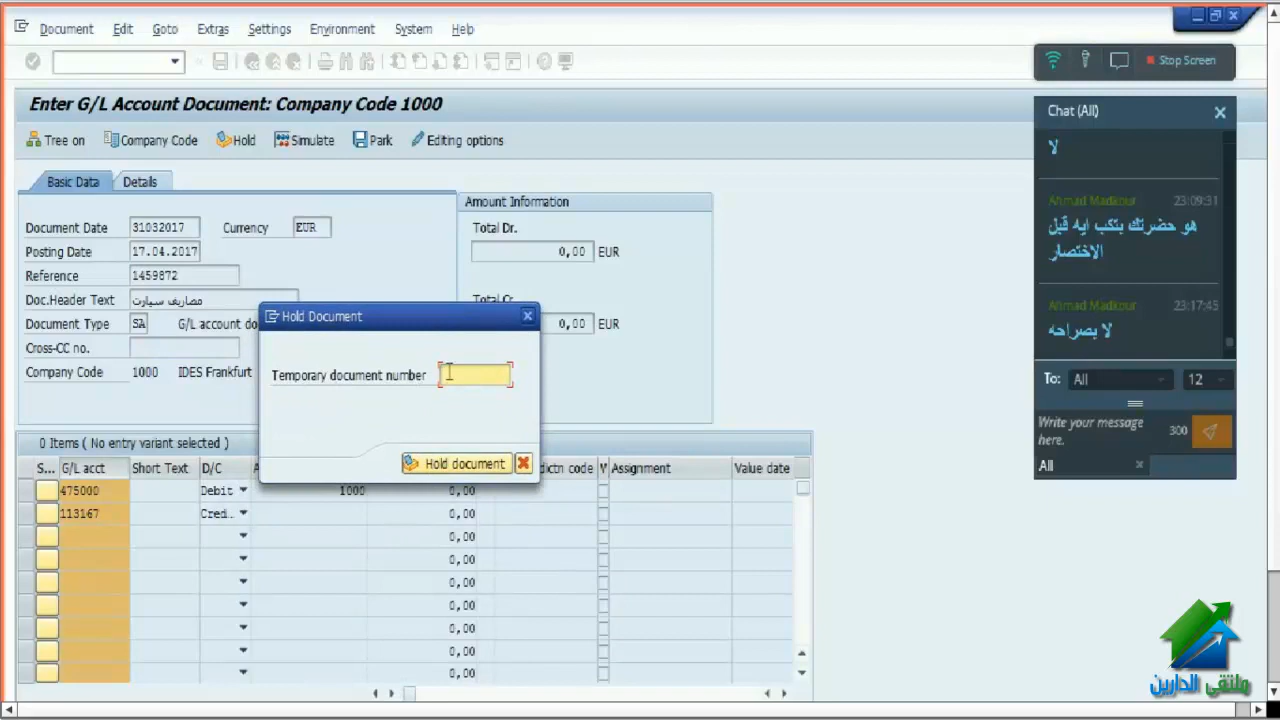 Document Edit Goto Extras Settings Environment System Help
Enter G/L Account Document: Company Code 1000
Tree on Company Code Hold Simulate Park Editing options
Basic Data Details
Amount Information
Document Date 31032017 Currency EUR
Total Dr.
Posting Date 17.04.2017
0,00 EUR
Reference 1459872
Doc.Header Text مصاريف سيارت
Total Cr.
Document Type SA G/L account do
0,00 EUR
Cross-CC no.
Company Code 1000 IDES Frankfurt
Hold Document
Temporary document number
Hold document
0 Items ( No entry variant selected )
S... G/L acct Short Text D/C A dictn code V Assignment Value date
475000 Debit 1000 0,00
113167 Cred.. 0,00
0,00
0,00
0,00
0,00
0,00
0,00
0,00
Stop Screen
Chat (All)
لا
Ahmad Madkour 23:09:31
هو حضرتك بتكب ايه قبل
الاختصار
Ahmad Madkour 23:17:45
لا بصراحه
To: All 12
Write your message
here.
300
All
ملتقى الدارين